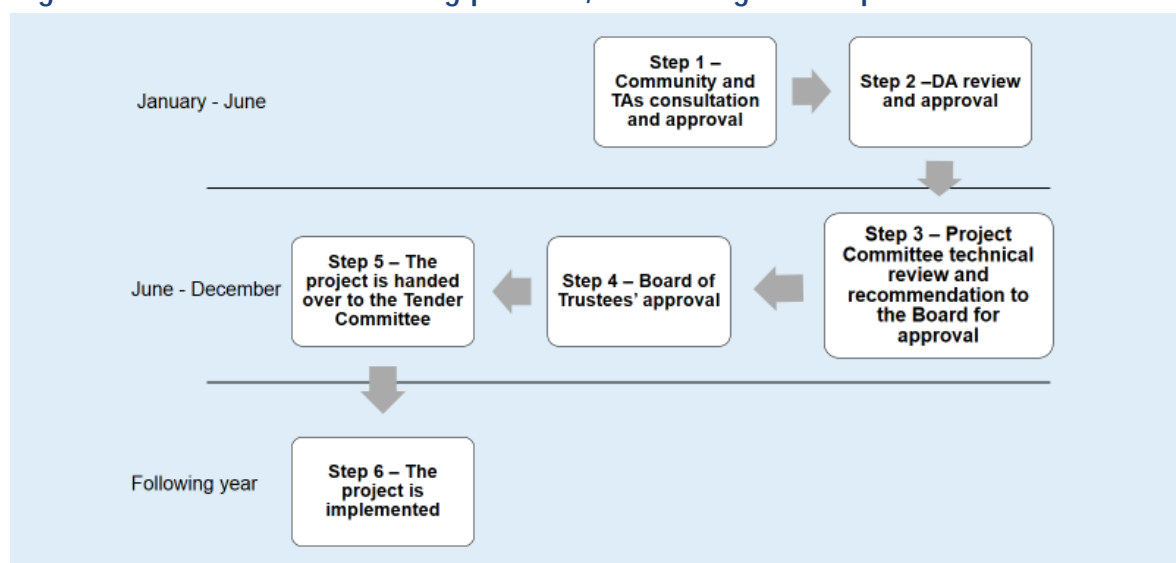 January - June
Step 1 –
Community and
TAs consultation
and approval
Step 2 –DA review
and approval
June - December
Step 3 – Project
Committee technical
review and
recommendation to
the Board for
approval
Step 4 – Board of
Trustees’ approval
Step 5 – The
project is handed
over to the Tender
Committee
Following year
Step 6 – The
project is
implemented